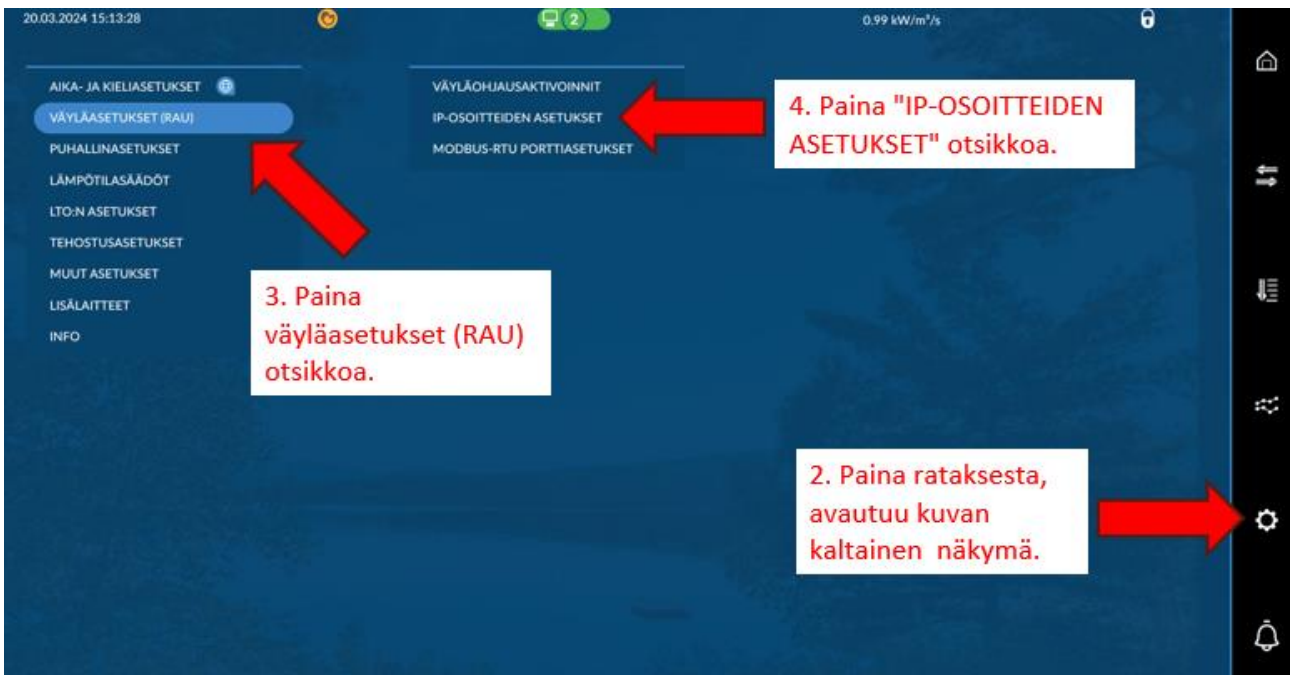 20.03.2024 15:13:28
2
0.99 kW/m³/s
AIKA- JA KIELIASETUKSET
VÄYLÄASETUKSET (RAU)
PUHALLINASETUKSET
LÄMPÖTILASÄÄDÖT
LTO:N ASETUKSET
TEHOSTUSASETUKSET
MUUT ASETUKSET
LISÄLAITTEET
INFO
VÄYLÄOHJAUSAKTIVOINNIT
IP-OSOITTEIDEN ASETUKSET
MODBUS-RTU PORTTIASETUKSET
4. Paina "IP-OSOITTEIDEN
ASETUKSET" otsikkoa.
3. Paina
väyläasetukset (RAU)
otsikkoa.
2. Paina rataksesta,
avautuu kuvan
kaltainen näkymä.